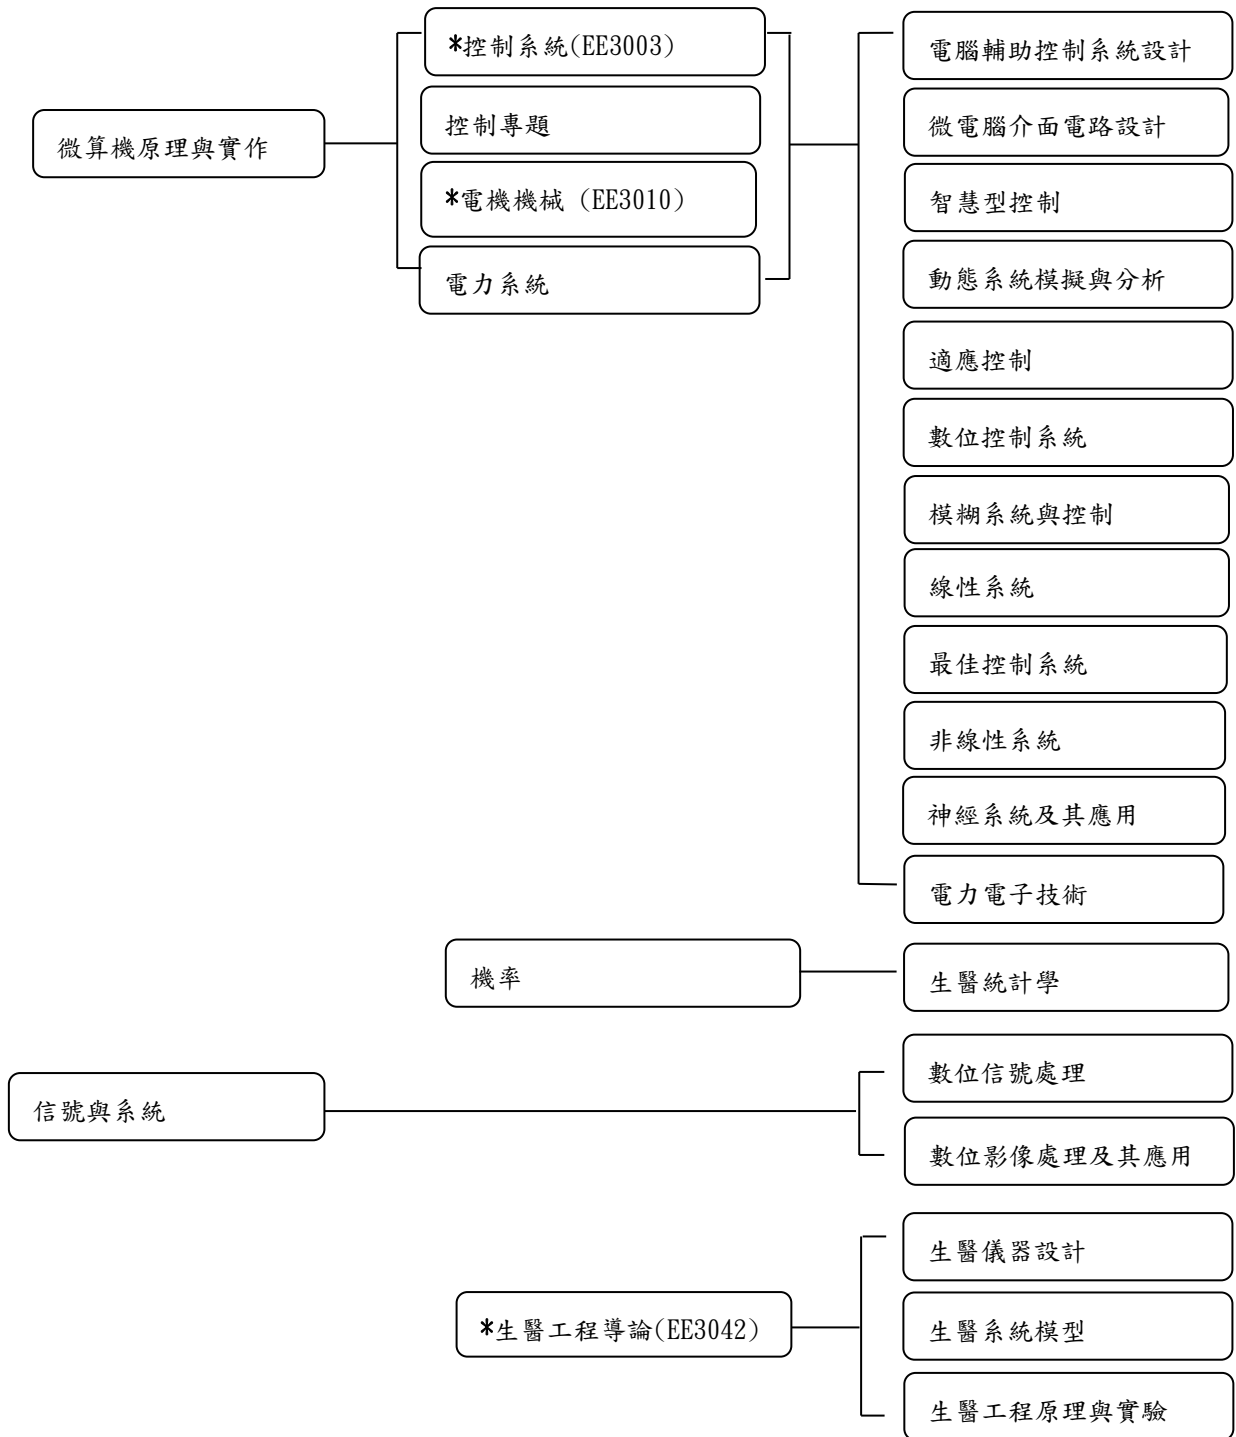 *控制系統(EE3003)
電腦輔助控制系統設計
控制專題
微電腦介面電路設計
微算機原理與實作
*電機機械 (EE3010)
智慧型控制
電力系統
動態系統模擬與分析
適應控制
數位控制系統
模糊系統與控制
線性系統
最佳控制系統
非線性系統
神經系統及其應用
電力電子技術
機率
生醫統計學
數位信號處理
信號與系統
數位影像處理及其應用
生醫儀器設計
*生醫工程導論(EE3042)
生醫系統模型
生醫工程原理與實驗